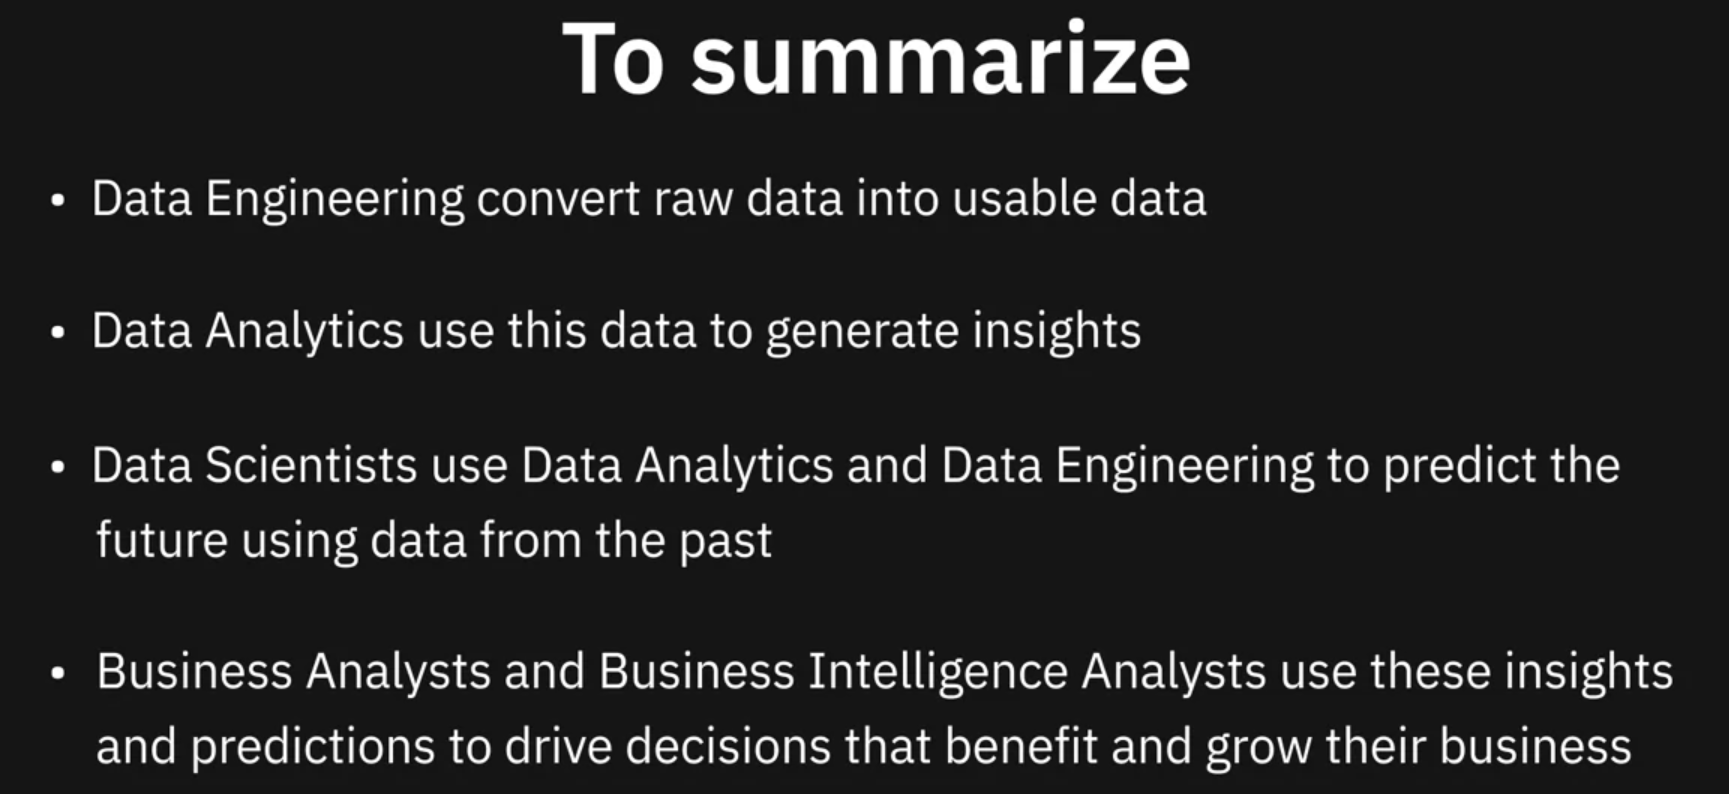 To summarize
• Data Engineering convert raw data into usable data
• Data Analytics use this data to generate insights
• Data Scientists use Data Analytics and Data Engineering to predict the
future using data from the past
• Business Analysts and Business Intelligence Analysts use these insights
and predictions to drive decisions that benefit and grow their business